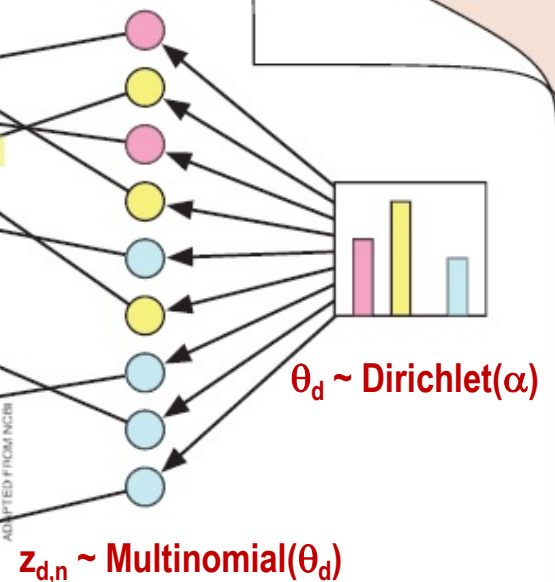 θd ~ Dirichlet(α)
ADAPTED FROM NCBI
zd,n ~ Multinomial(θd)